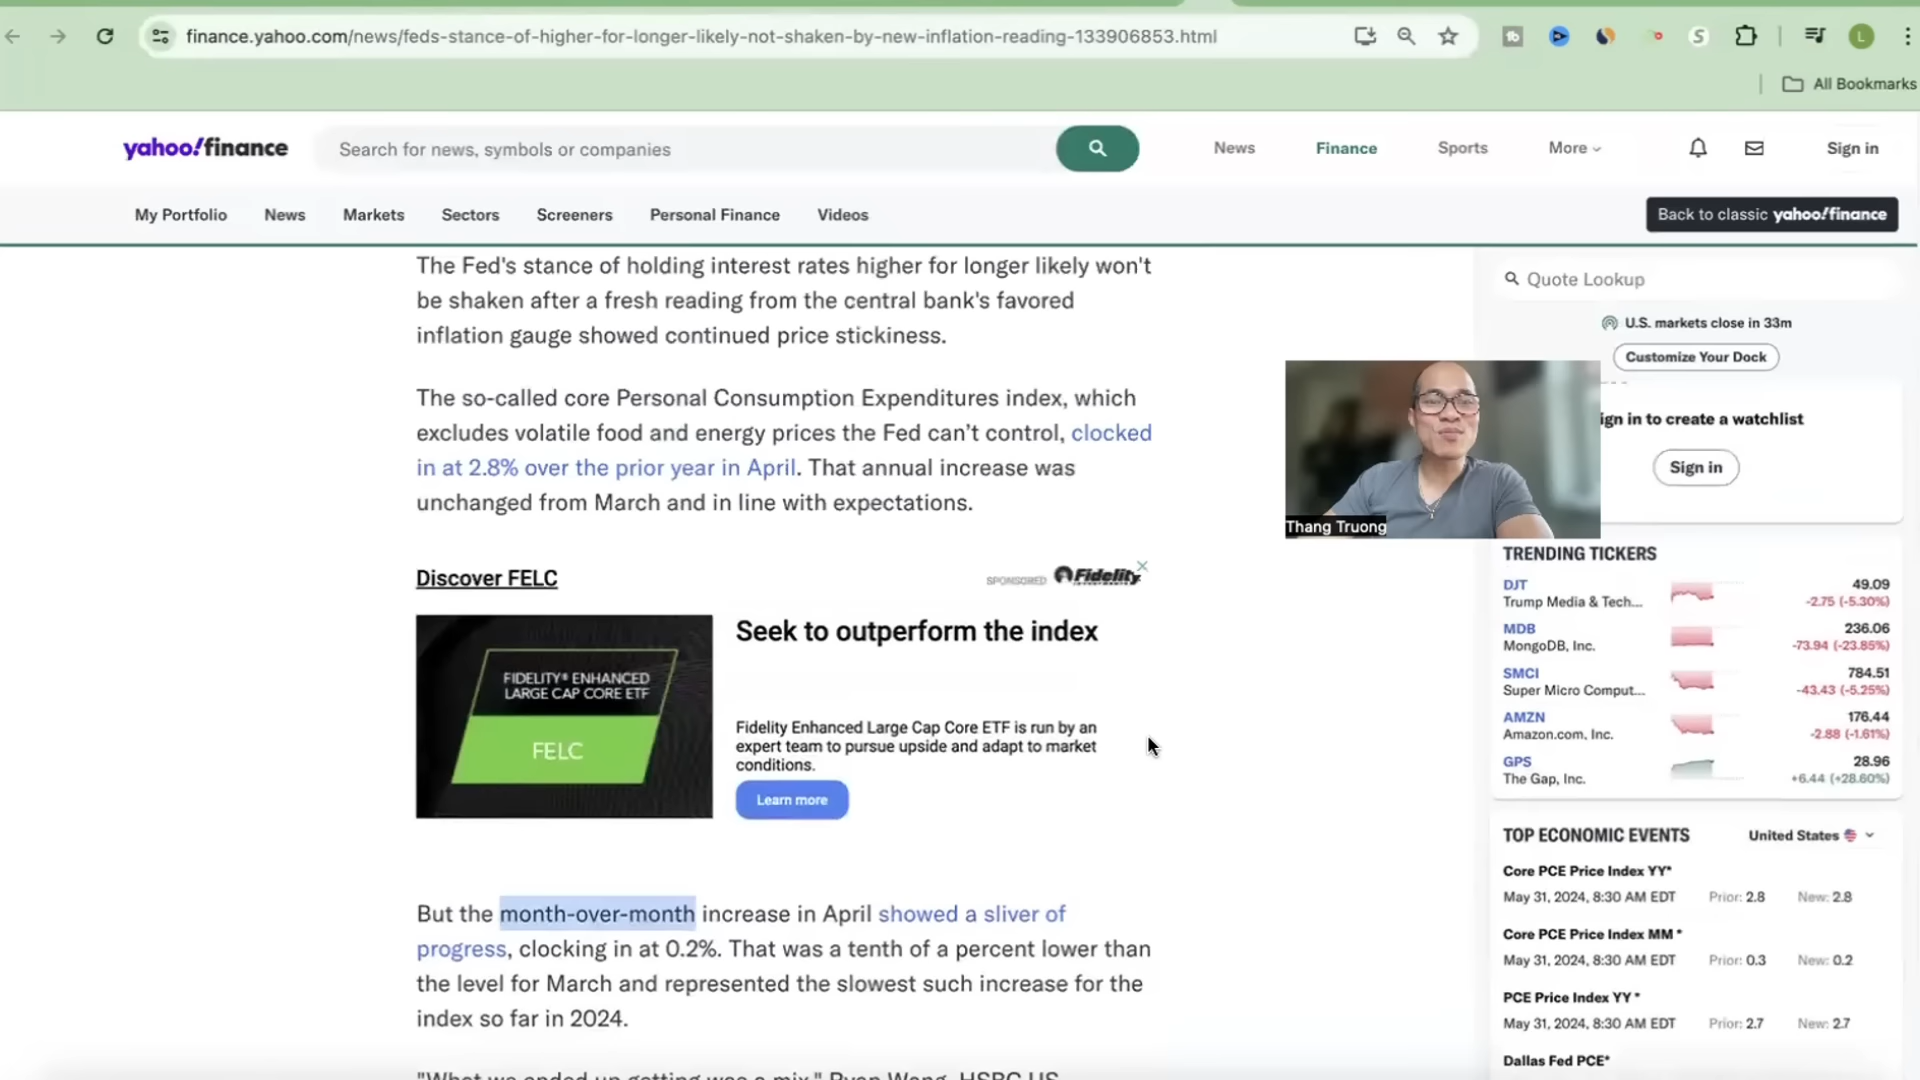 finance.yahoo.com/news/feds-stance-of-higher-for-longer-likely-not-shaken-by-new-inflation-reading-133906853.html
S
L
All Bookmarks
yahoo!finance
Search for news, symbols or companies
News
Finance
Sports
More
Sign in
My Portfolio
News
Markets
Sectors
Screeners
Personal Finance
Videos
Back to classic yahoo!finance
The Fed's stance of holding interest rates higher for longer likely won't
be shaken after a fresh reading from the central bank's favored
inflation gauge showed continued price stickiness.
The so-called core Personal Consumption Expenditures index, which
excludes volatile food and energy prices the Fed can't control, clocked
in at 2.8% over the prior year in April. That annual increase was
unchanged from March and in line with expectations.
Discover FELC
SPONSORED
Fidelity
FIDELITY® ENHANCED
LARGE CAP CORE ETF
FELC
Seek to outperform the index
Fidelity Enhanced Large Cap Core ETF is run by an
expert team to pursue upside and adapt to market
conditions.
Learn more
But the month-over-month increase in April showed a sliver of
progress, clocking in at 0.2%. That was a tenth of a percent lower than
the level for March and represented the slowest such increase for the
index so far in 2024.
"What we ended up getting was a mix," Ryan Wang, HSBC US
Thang Truong
Quote Lookup
U.S. markets close in 33m
Customize Your Dock
ign in to create a watchlist
Sign in
TRENDING TICKERS
DJT 49.09
Trump Media & Tech... -2.75 (-5.30%)
MDB 236.06
MongoDB, Inc. -73.94 (-23.85%)
SMCI 784.51
Super Micro Comput... -43.43 (-5.25%)
AMZN 176.44
Amazon.com, Inc. -2.88 (-1.61%)
GPS 28.96
The Gap, Inc. +6.44 (+28.60%)
TOP ECONOMIC EVENTS United States
Core PCE Price Index YY*
May 31, 2024, 8:30 AM EDT Prior: 2.8 New: 2.8
Core PCE Price Index MM *
May 31, 2024, 8:30 AM EDT Prior: 0.3 New: 0.2
PCE Price Index YY *
May 31, 2024, 8:30 AM EDT Prior: 2.7 New: 2.7
Dallas Fed PCE*